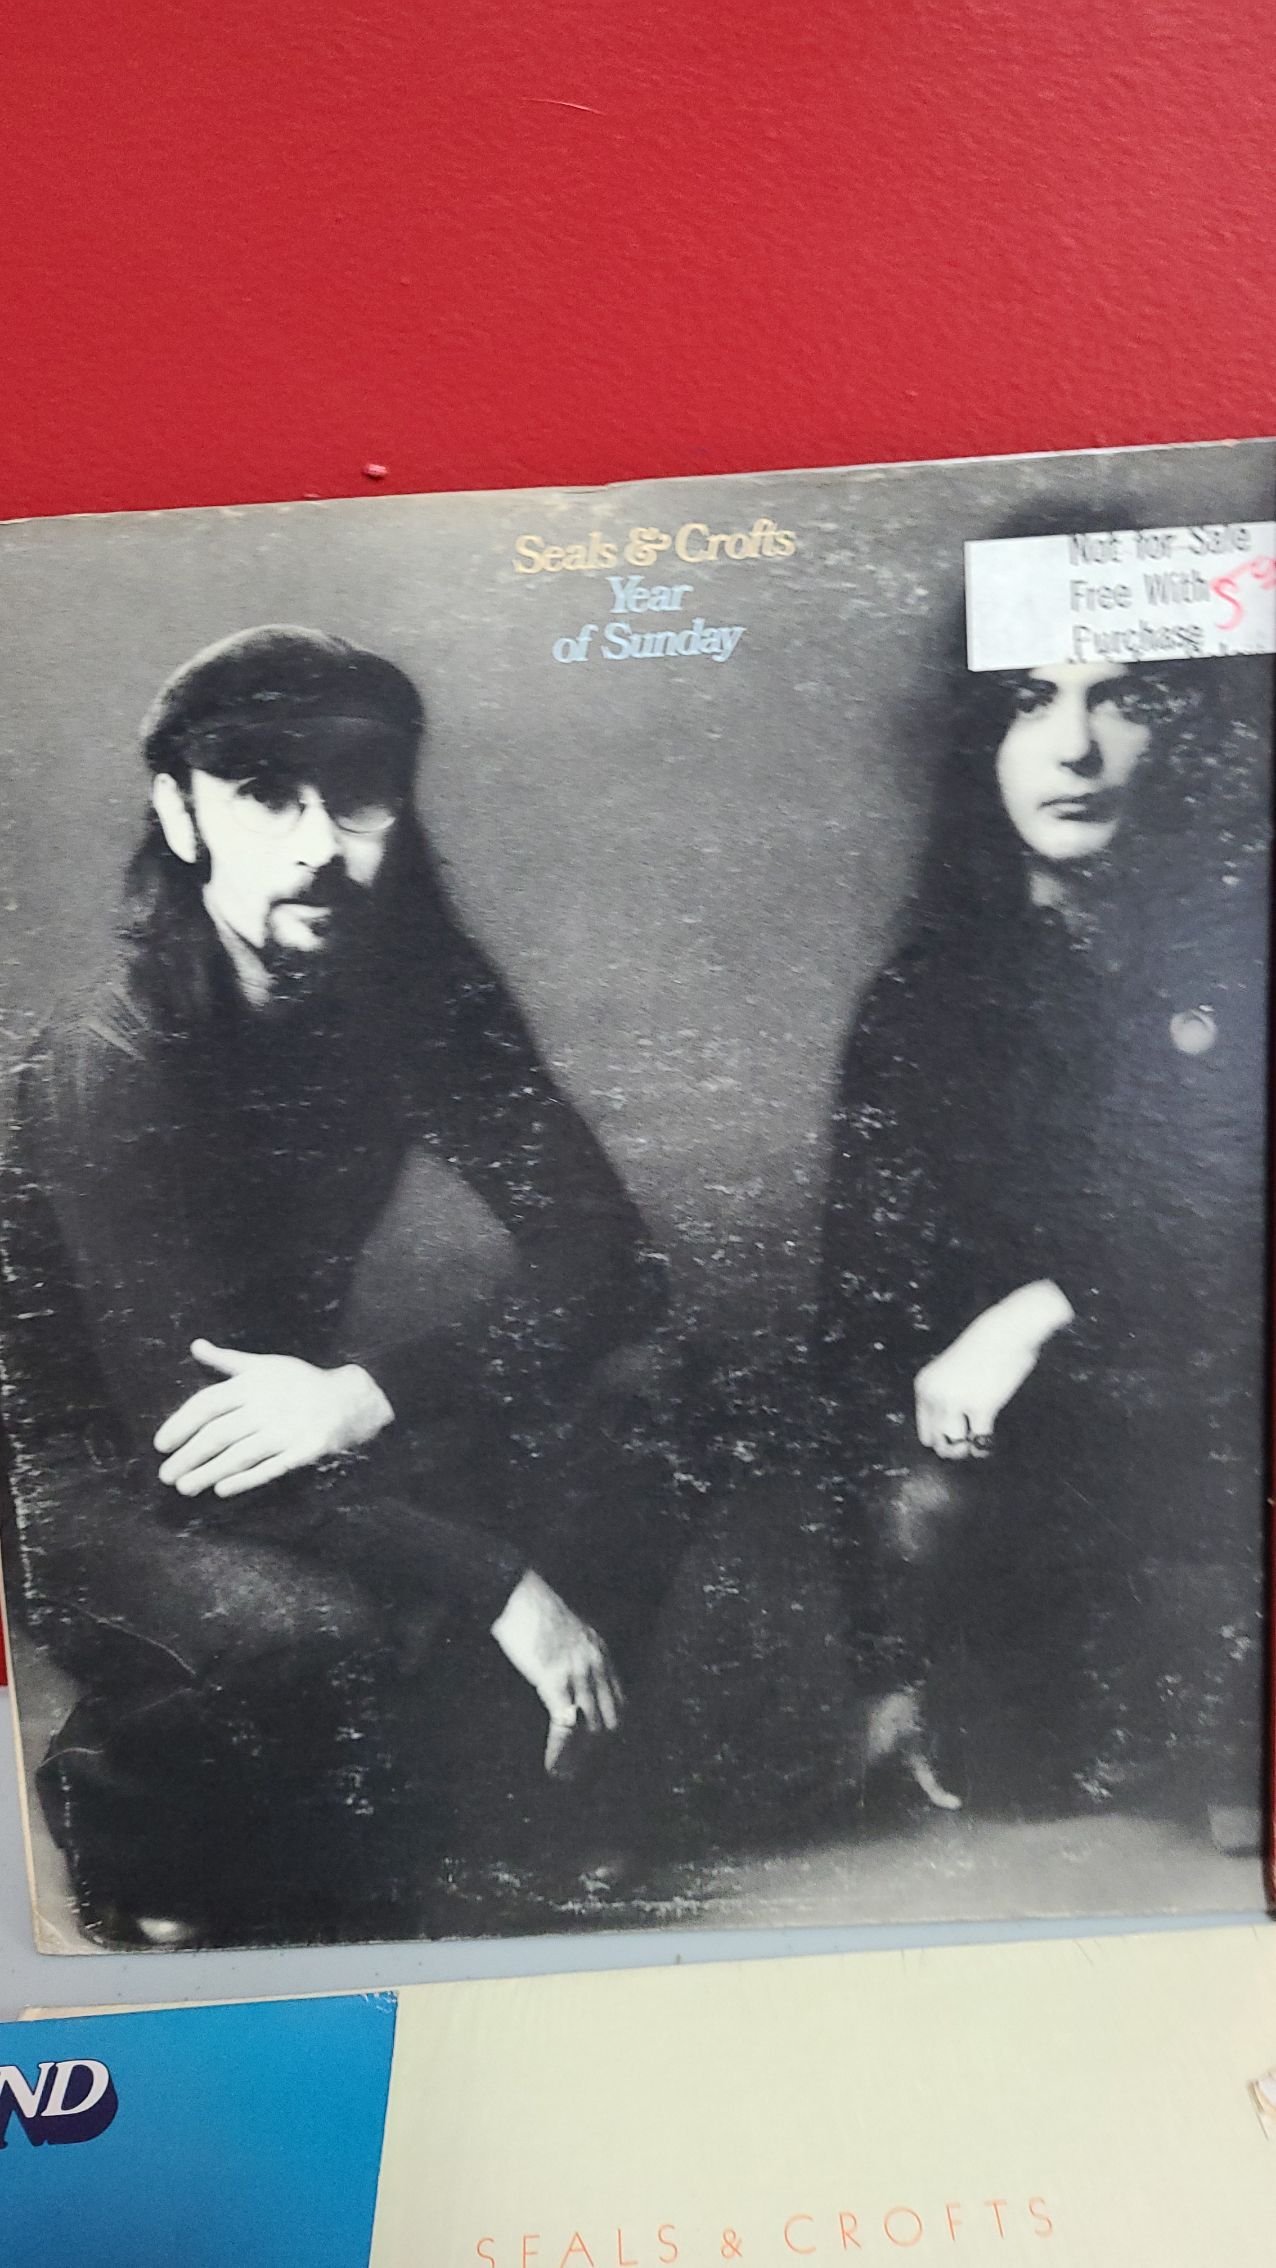 Seals & Crofts
Year
of Sunday
Not for Sale
Free With
Purchase
ND
SEALS & CROFTS